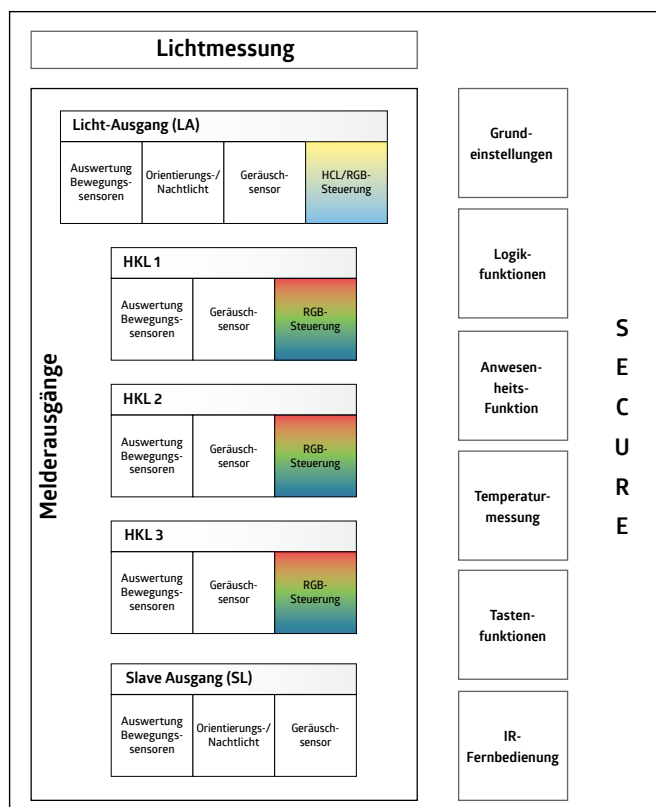 Lichtmessung
Melderausgänge
Licht-Ausgang (LA)
Auswertung
Bewegungs-
sensoren
Orientierungs-/
Nachtlicht
Geräusch-
sensor
HCL/RGB-
Steuerung
HKL 1
Auswertung
Bewegungs-
sensoren
Geräusch-
sensor
RGB-
Steuerung
HKL 2
Auswertung
Bewegungs-
sensoren
Geräusch-
sensor
RGB-
Steuerung
HKL 3
Auswertung
Bewegungs-
sensoren
Geräusch-
sensor
RGB-
Steuerung
Slave Ausgang (SL)
Auswertung
Bewegungs-
sensoren
Orientierungs-/
Nachtlicht
Geräusch-
sensor
Grund-
einstellungen
Logik-
funktionen
Anwesen-
heits-
Funktion
Temperatur-
messung
Tasten-
funktionen
IR-
Fernbedienung
S
E
C
U
R
E